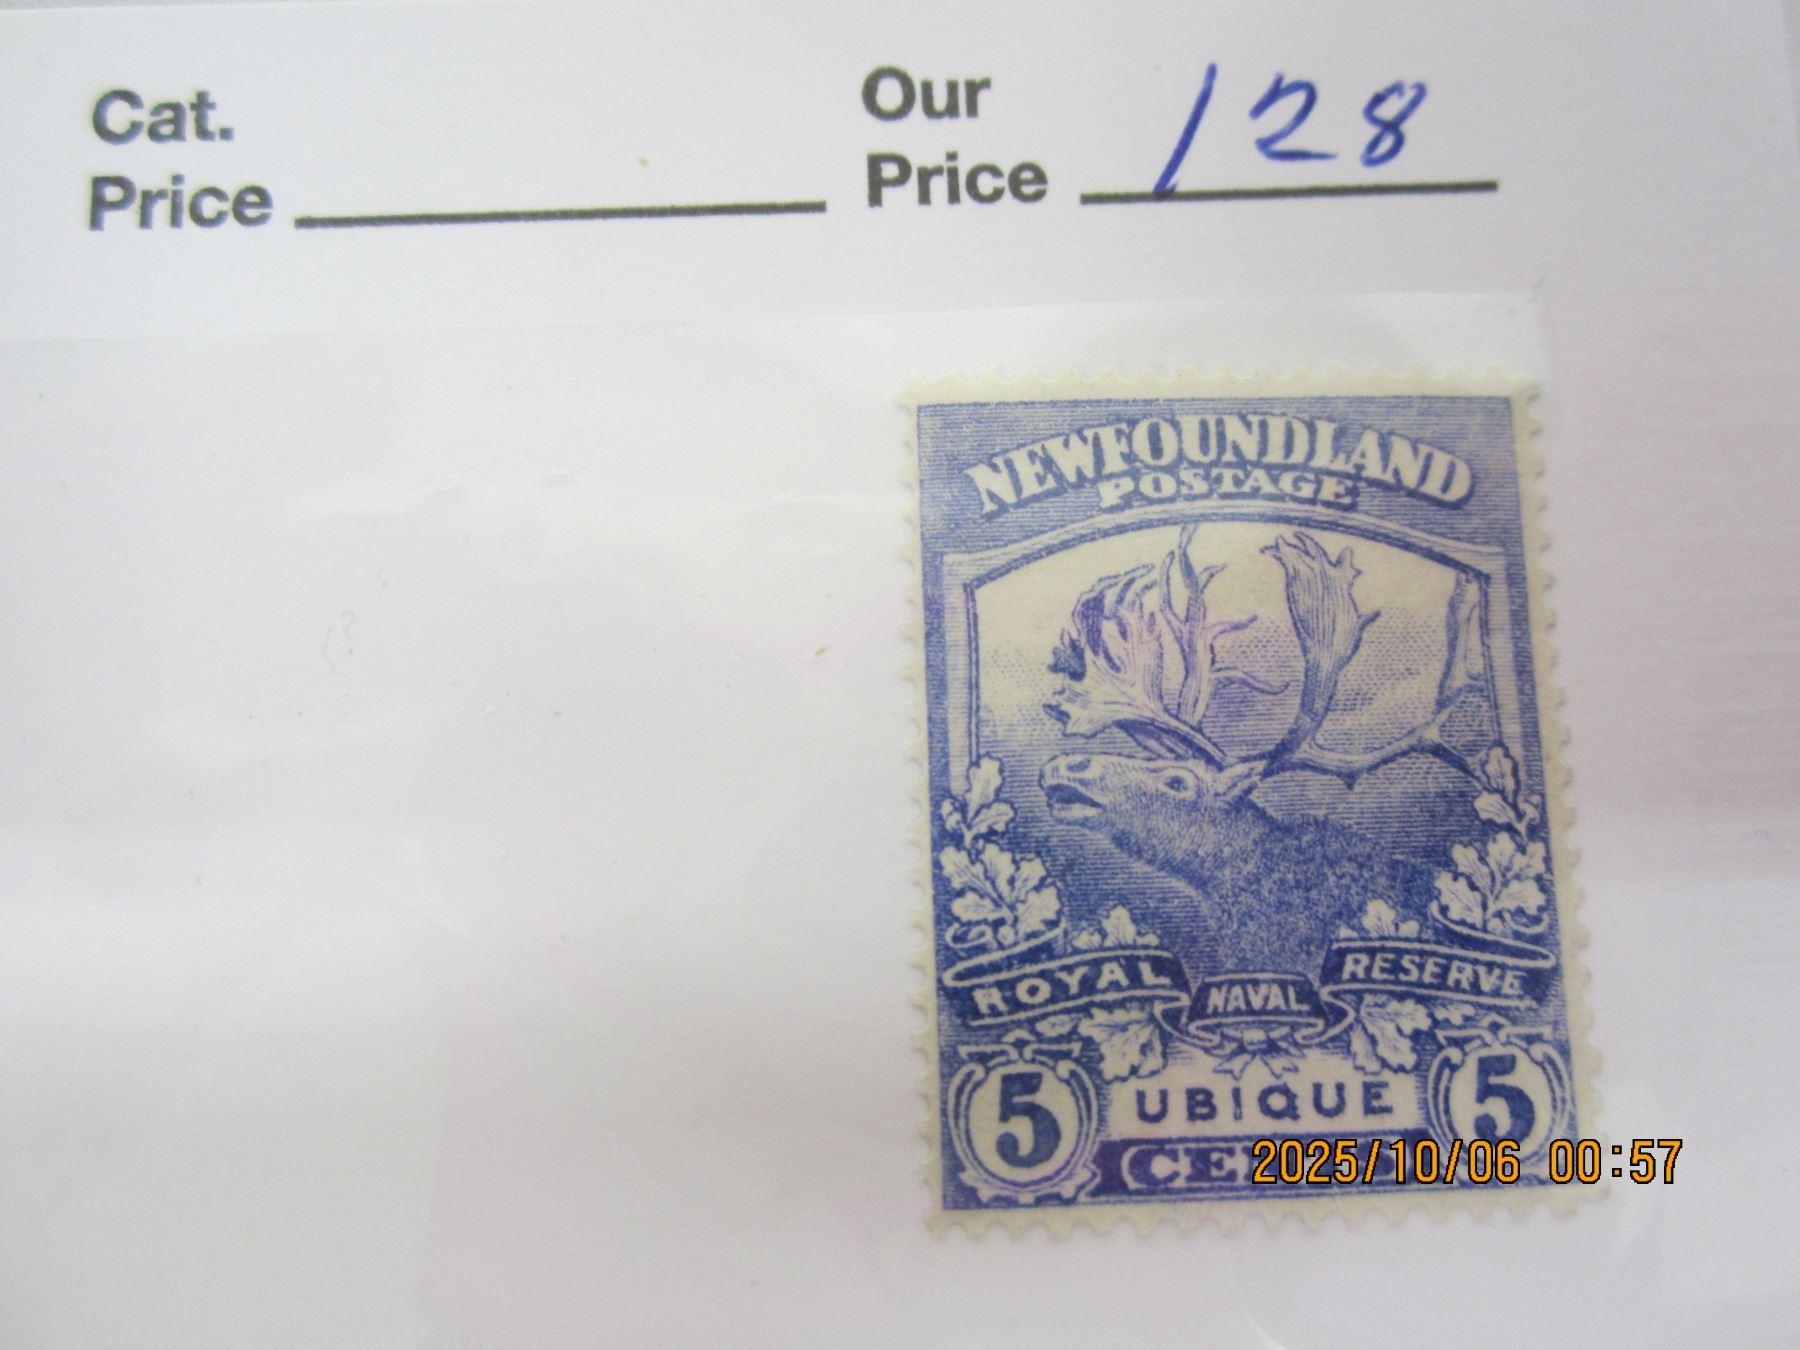 Cat.
Price
Our
Price 128
NEWFOUNDLAND
POSTAGE
ROYAL NAVAL RESERVE
5 UBIQUE 5
2025/10/06 00:57